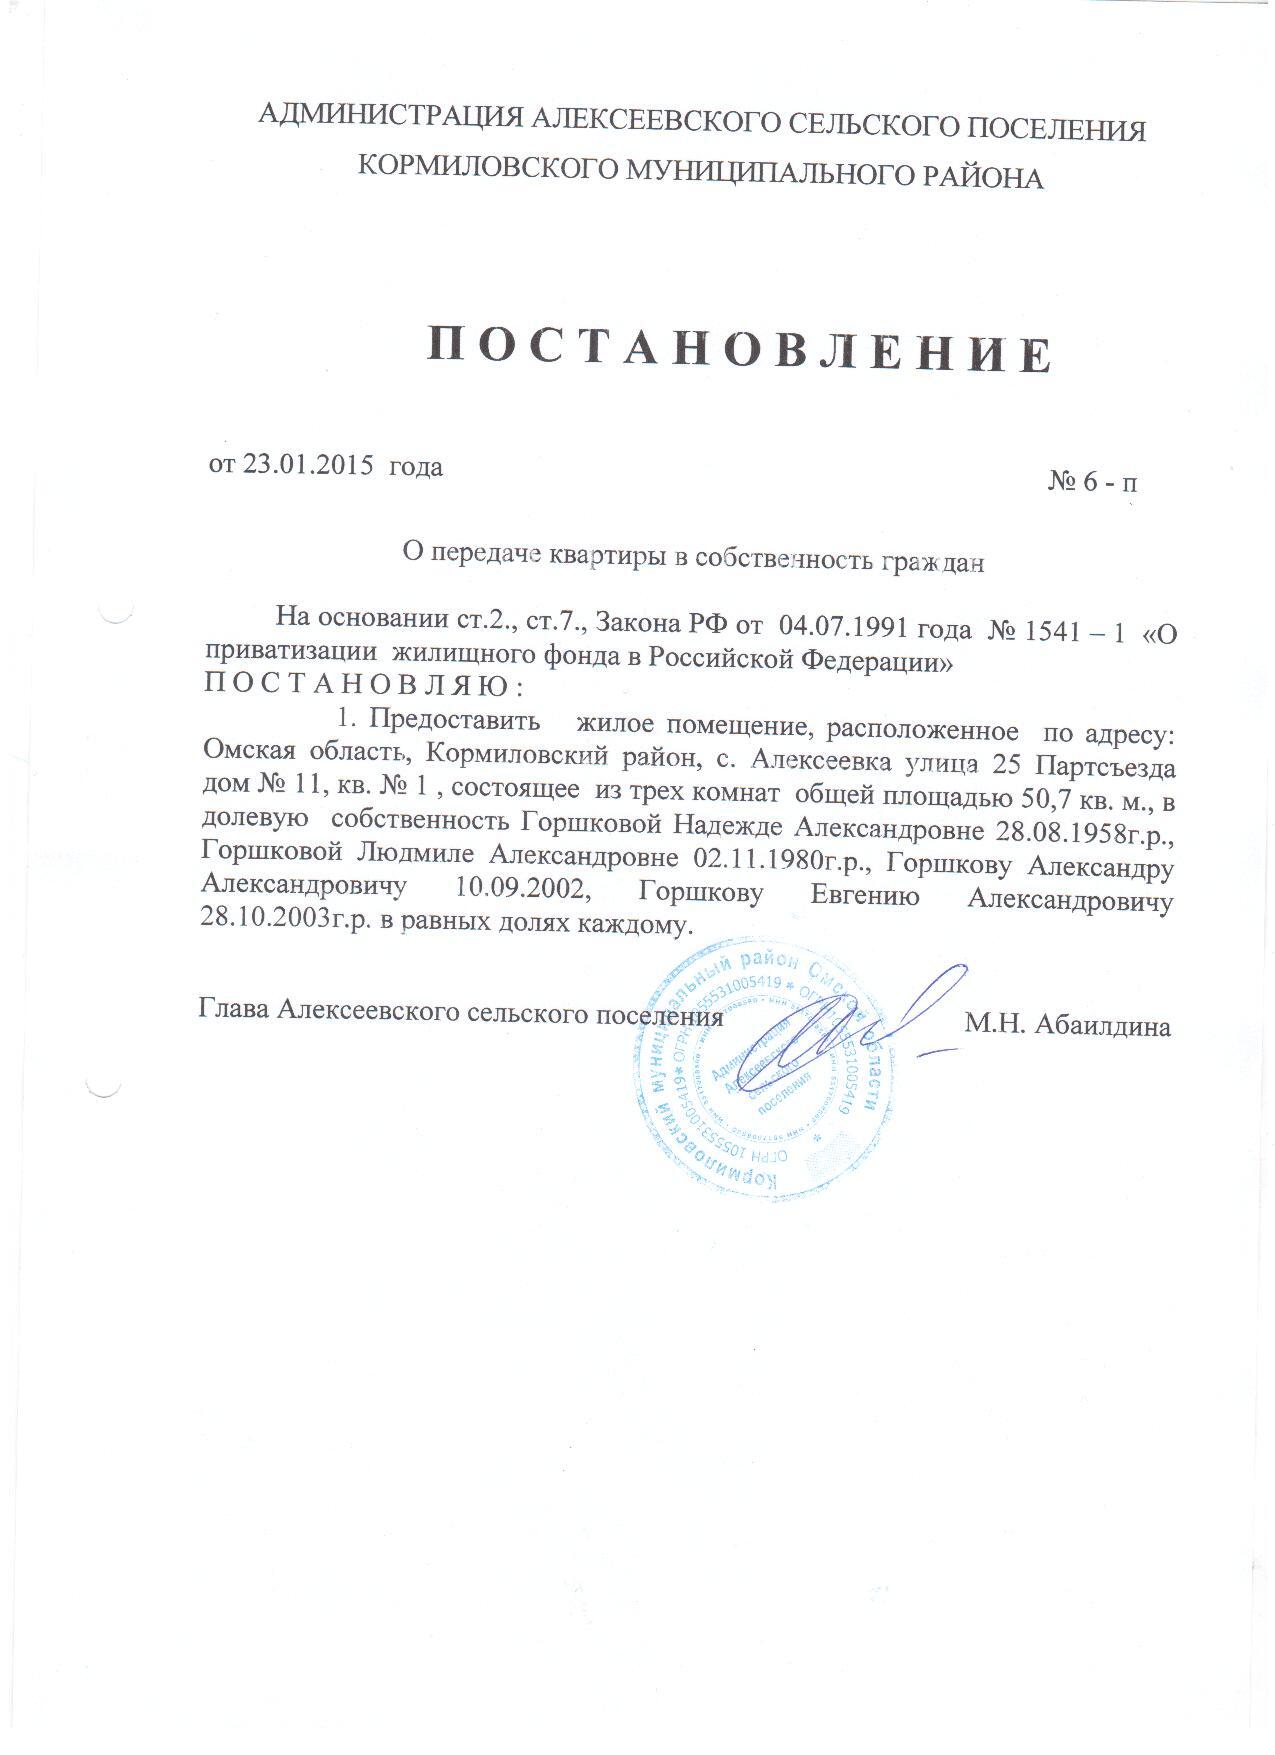 АДМИНИСТРАЦИЯ АЛЕКСЕЕВСКОГО СЕЛЬСКОГО ПОСЕЛЕНИЯ
КОРМИЛОВСКОГО МУНИЦИПАЛЬНОГО РАЙОНА
П О С Т А Н О В Л Е Н И Е
от 23.01.2015 года
№ 6 - п
О передаче квартиры в собственность граждан
На основании ст.2., ст.7., Закона РФ от 04.07.1991 года № 1541 – 1 «О
приватизации жилищного фонда в Российской Федерации»
П О С Т А Н О В Л Я Ю :
1. Предоставить жилое помещение, расположенное по адресу:
Омская область, Кормиловский район, с. Алексеевка улица 25 Партсъезда
дом № 11, кв. № 1 , состоящее из трех комнат общей площадью 50,7 кв. м., в
долевую собственность Горшковой Надежде Александровне 28.08.1958г.р.,
Горшковой Людмиле Александровне 02.11.1980г.р., Горшкову Александру
Александровичу 10.09.2002, Горшкову Евгению Александровичу
28.10.2003г.р. в равных долях каждому.
Глава Алексеевского сельского поселения
М.Н. Абаилдина
Кормиловский муниципальный район Омской области
ОГРН 1055531005419 * ОГРН 1055531005419 * ОГРН 1055531005419 *
Администрация
Алексеевского
сельского
поселения